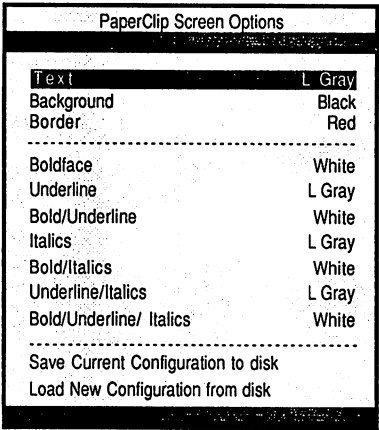 PaperClip Screen Options
Text L Gray
Background Black
Border Red
Boldface White
Underline L Gray
Bold/Underline White
Italics L Gray
Bold/Italics White
Underline/Italics L Gray
Bold/Underline/ Italics White
Save Current Configuration to disk
Load New Configuration from disk